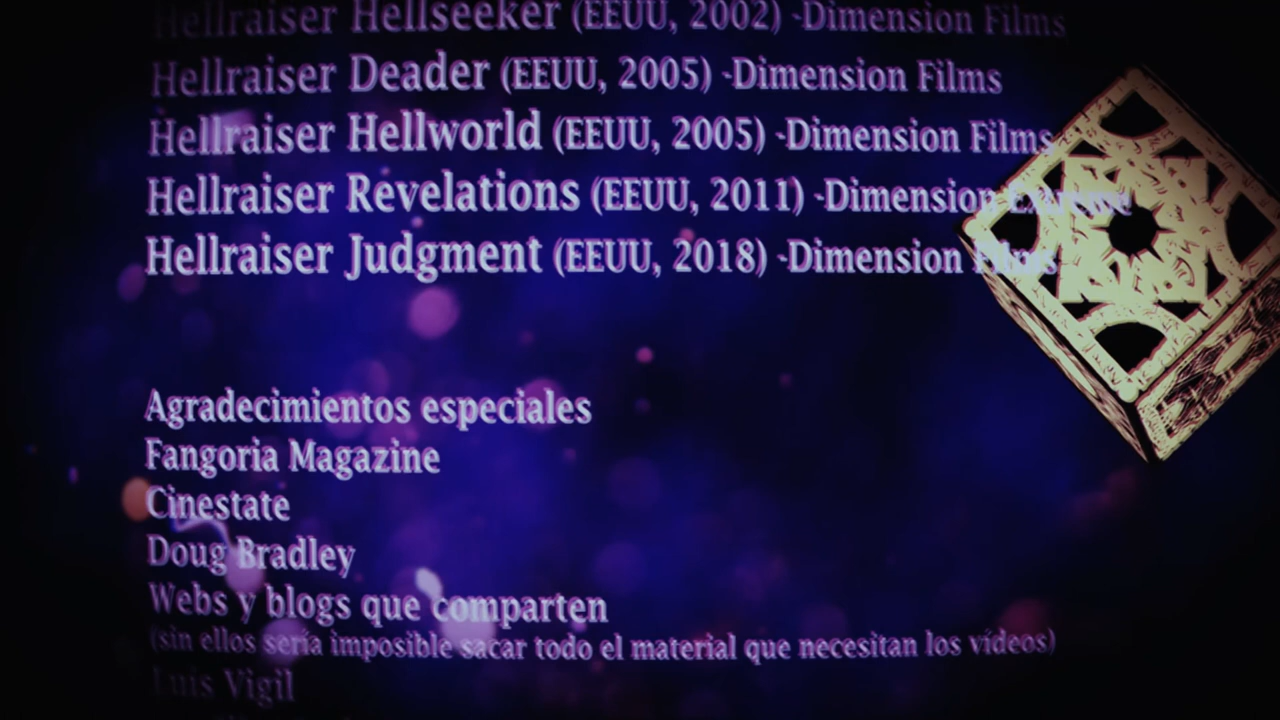 Hellraiser Hellseeker (EEUU, 2002) -Dimension Films
Hellraiser Deader (EEUU, 2005) -Dimension Films
Hellraiser Hellworld (EEUU, 2005) -Dimension Films
Hellraiser Revelations (EEUU, 2011) -Dimension Extreme
Hellraiser Judgment (EEUU, 2018) -Dimension Films
Agradecimientos especiales
Fangoria Magazine
Cinestate
Doug Bradley
Webs y blogs que comparten
(sin ellos sería imposible sacar todo el material que necesitan los vídeos)
Luis Vigil